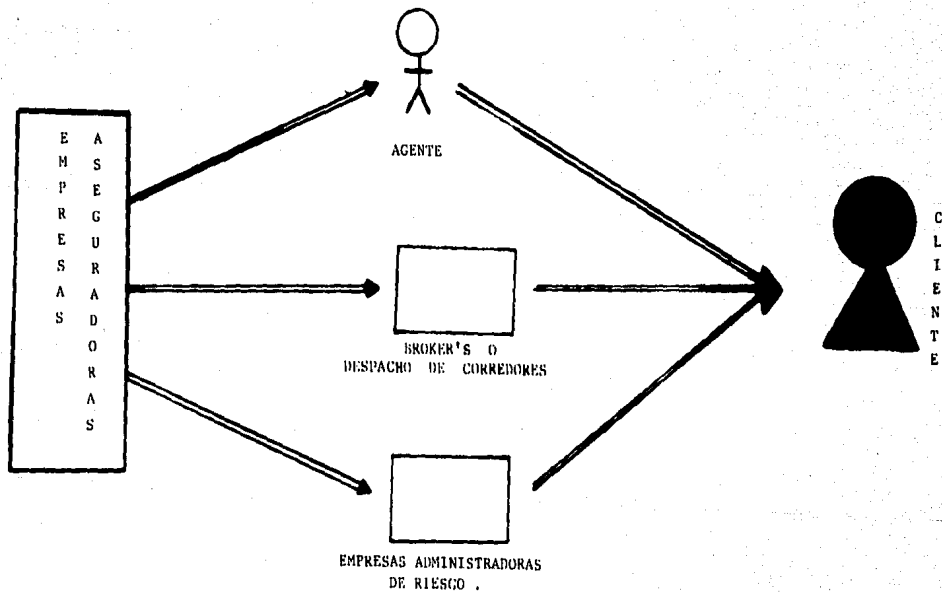 EMPRESAS
ASEGURADORAS
AGENTE
BROKER'S O
DESPACHO DE CORREDORES
EMPRESAS ADMINISTRADORAS
DE RIESGO .
CLIENTE